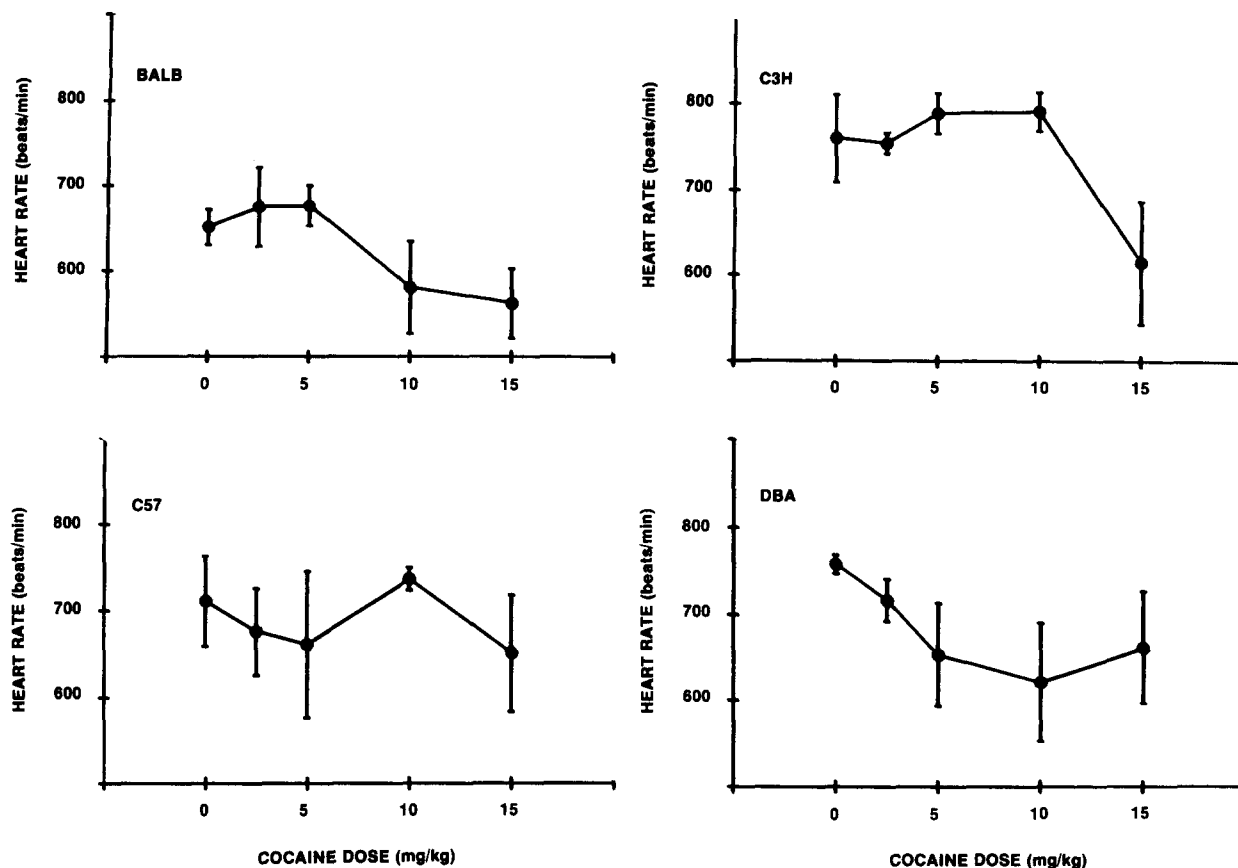 BALB
HEART RATE (beats/min)
800
700
600
0 5 10 15
C3H
HEART RATE (beats/min)
800
700
600
0 5 10 15
C57
HEART RATE (beats/min)
800
700
600
0 5 10 15
COCAINE DOSE (mg/kg)
DBA
HEART RATE (beats/min)
800
700
600
0 5 10 15
COCAINE DOSE (mg/kg)